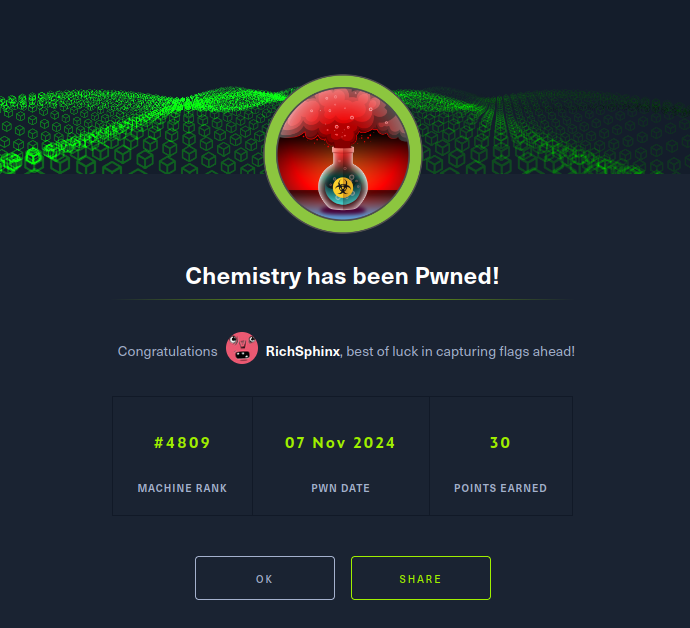 Chemistry has been Pwned!
Congratulations RichSphinx, best of luck in capturing flags ahead!
#4809 07 Nov 2024 30
MACHINE RANK PWN DATE POINTS EARNED
OK SHARE